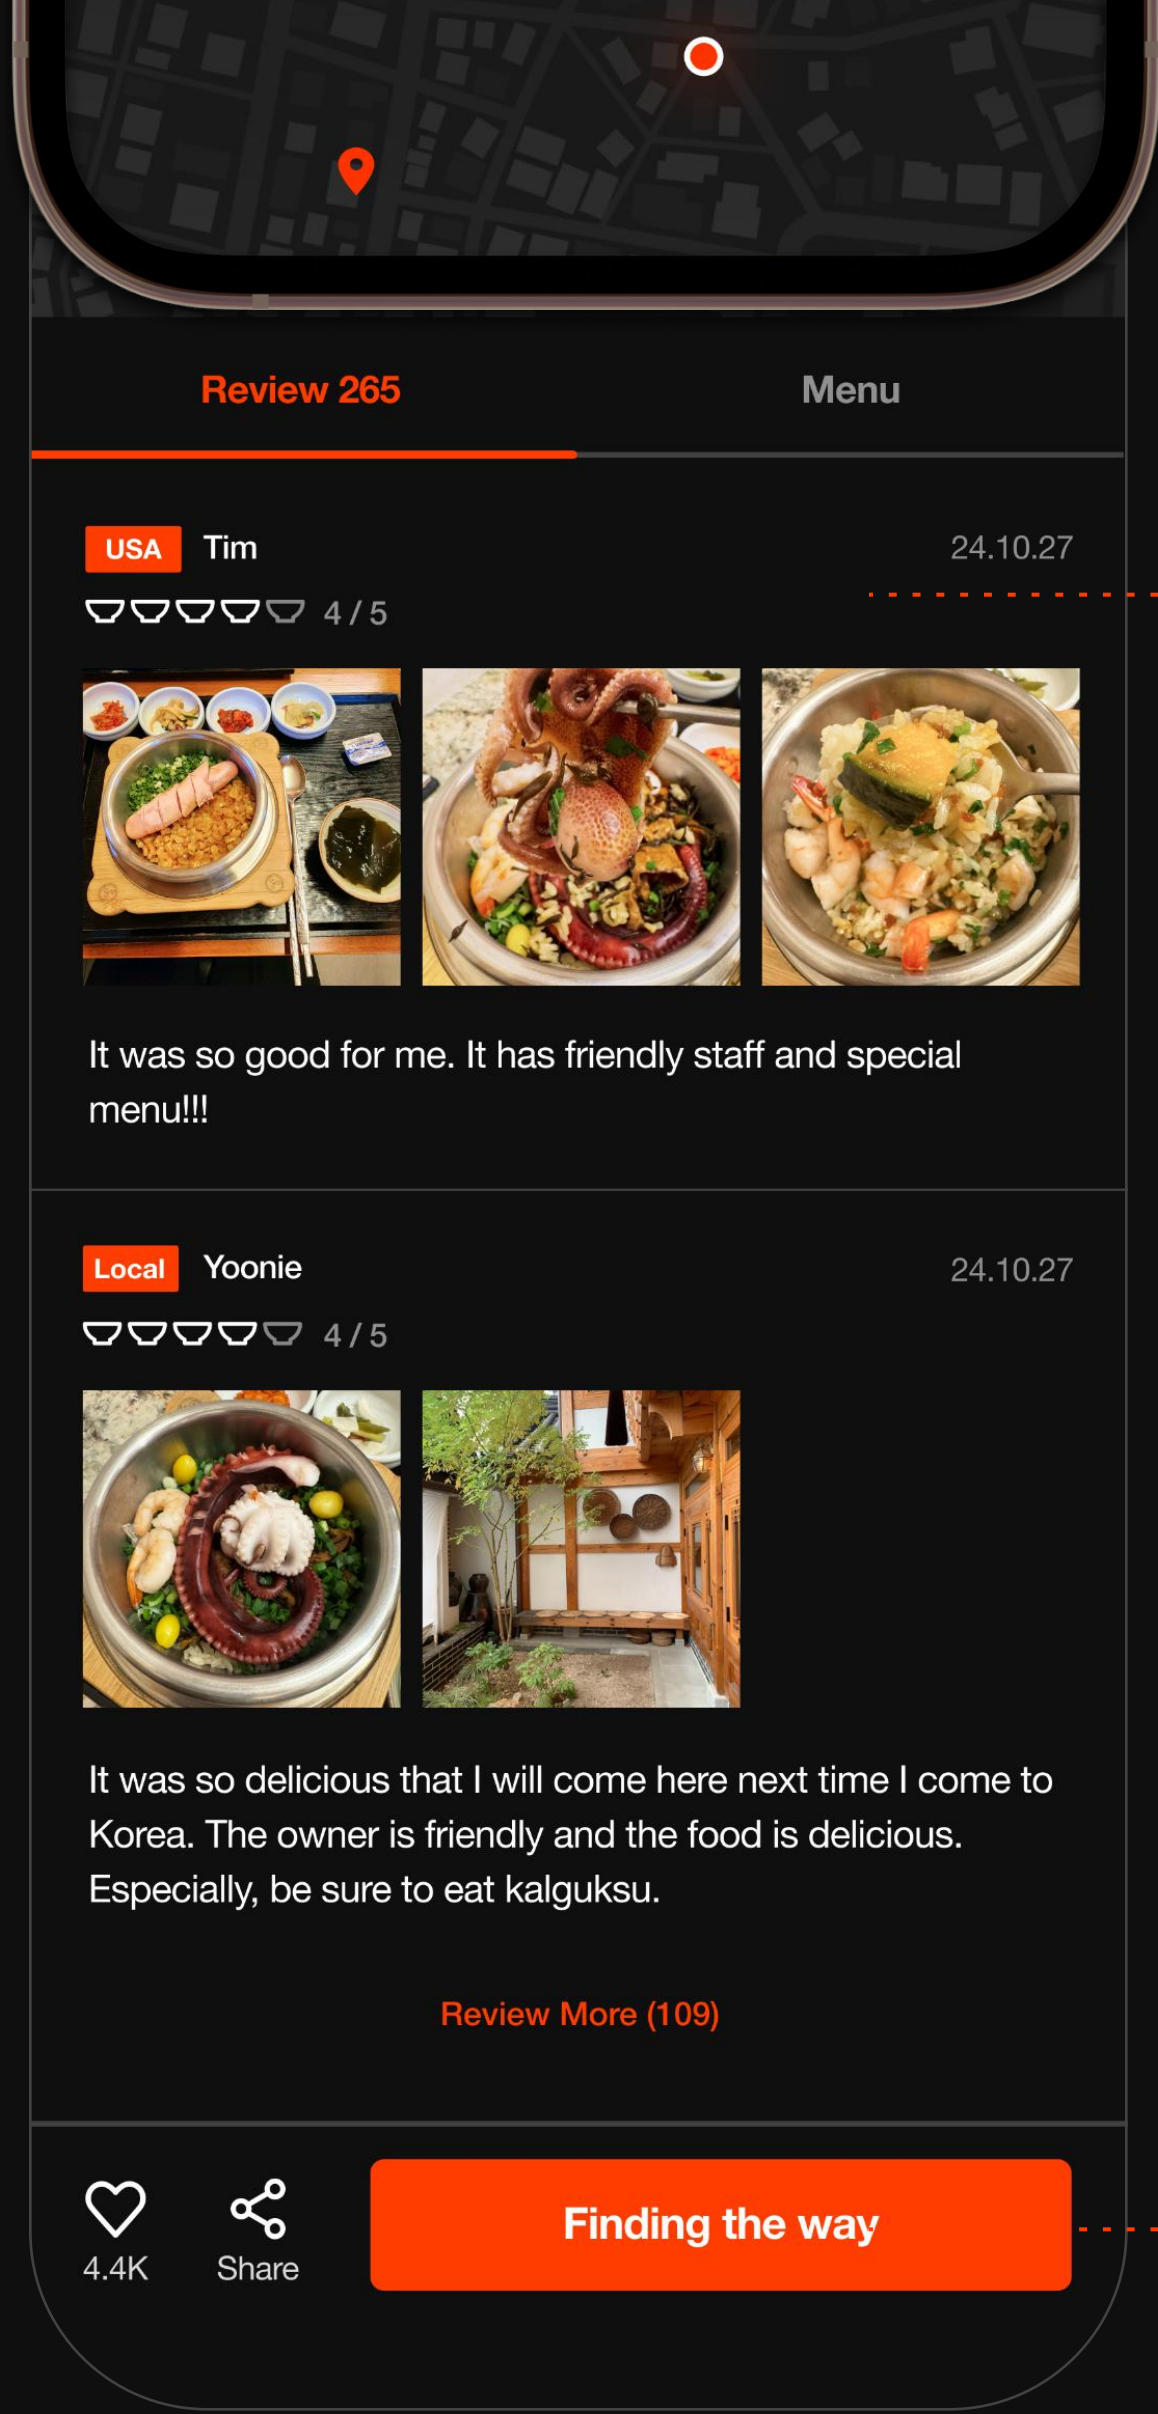 Review 265
Menu
USA Tim
24.10.27
4 / 5
It was so good for me. It has friendly staff and special
menu!!!
Local Yoonie
24.10.27
4 / 5
It was so delicious that I will come here next time I come to
Korea. The owner is friendly and the food is delicious.
Especially, be sure to eat kalguksu.
Review More (109)
4.4K
Share
Finding the way